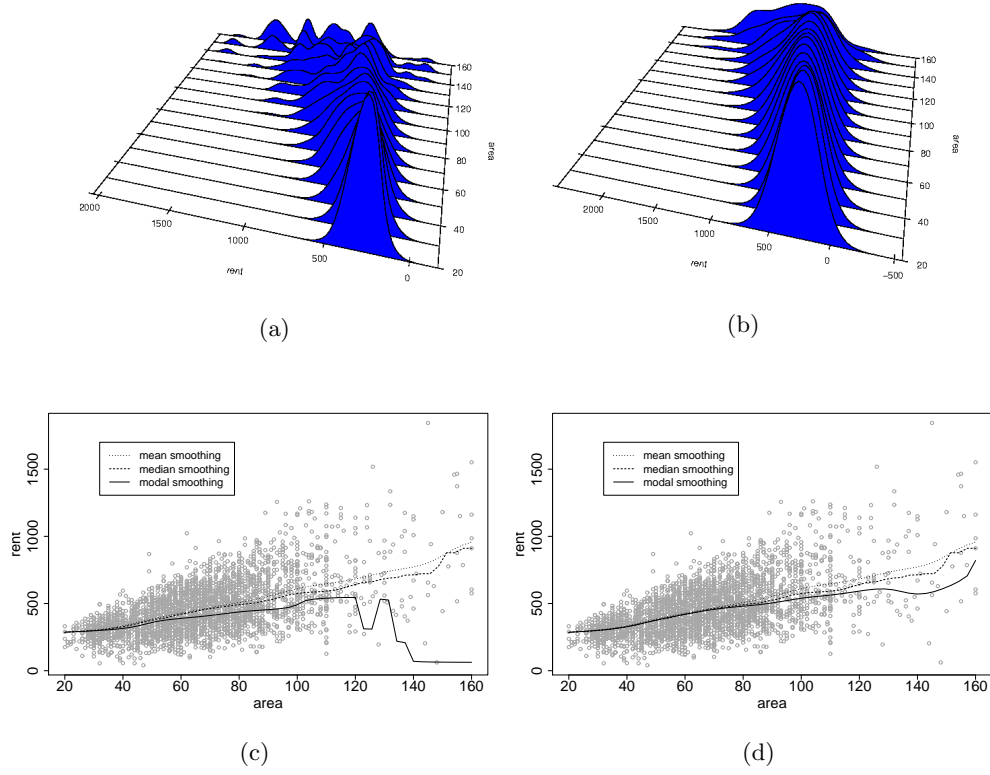 160
140
120
100
80
60
40
20
area
2000
1500
1000
500
0
rent
(a)
160
140
120
100
80
60
40
20
area
2000
1500
1000
500
0
−500
rent
(b)
mean smoothing
median smoothing
modal smoothing
1500
1000
500
0
rent
20 40 60 80 100 120 140 160
area
(c)
mean smoothing
median smoothing
modal smoothing
1500
1000
500
0
rent
20 40 60 80 100 120 140 160
area
(d)